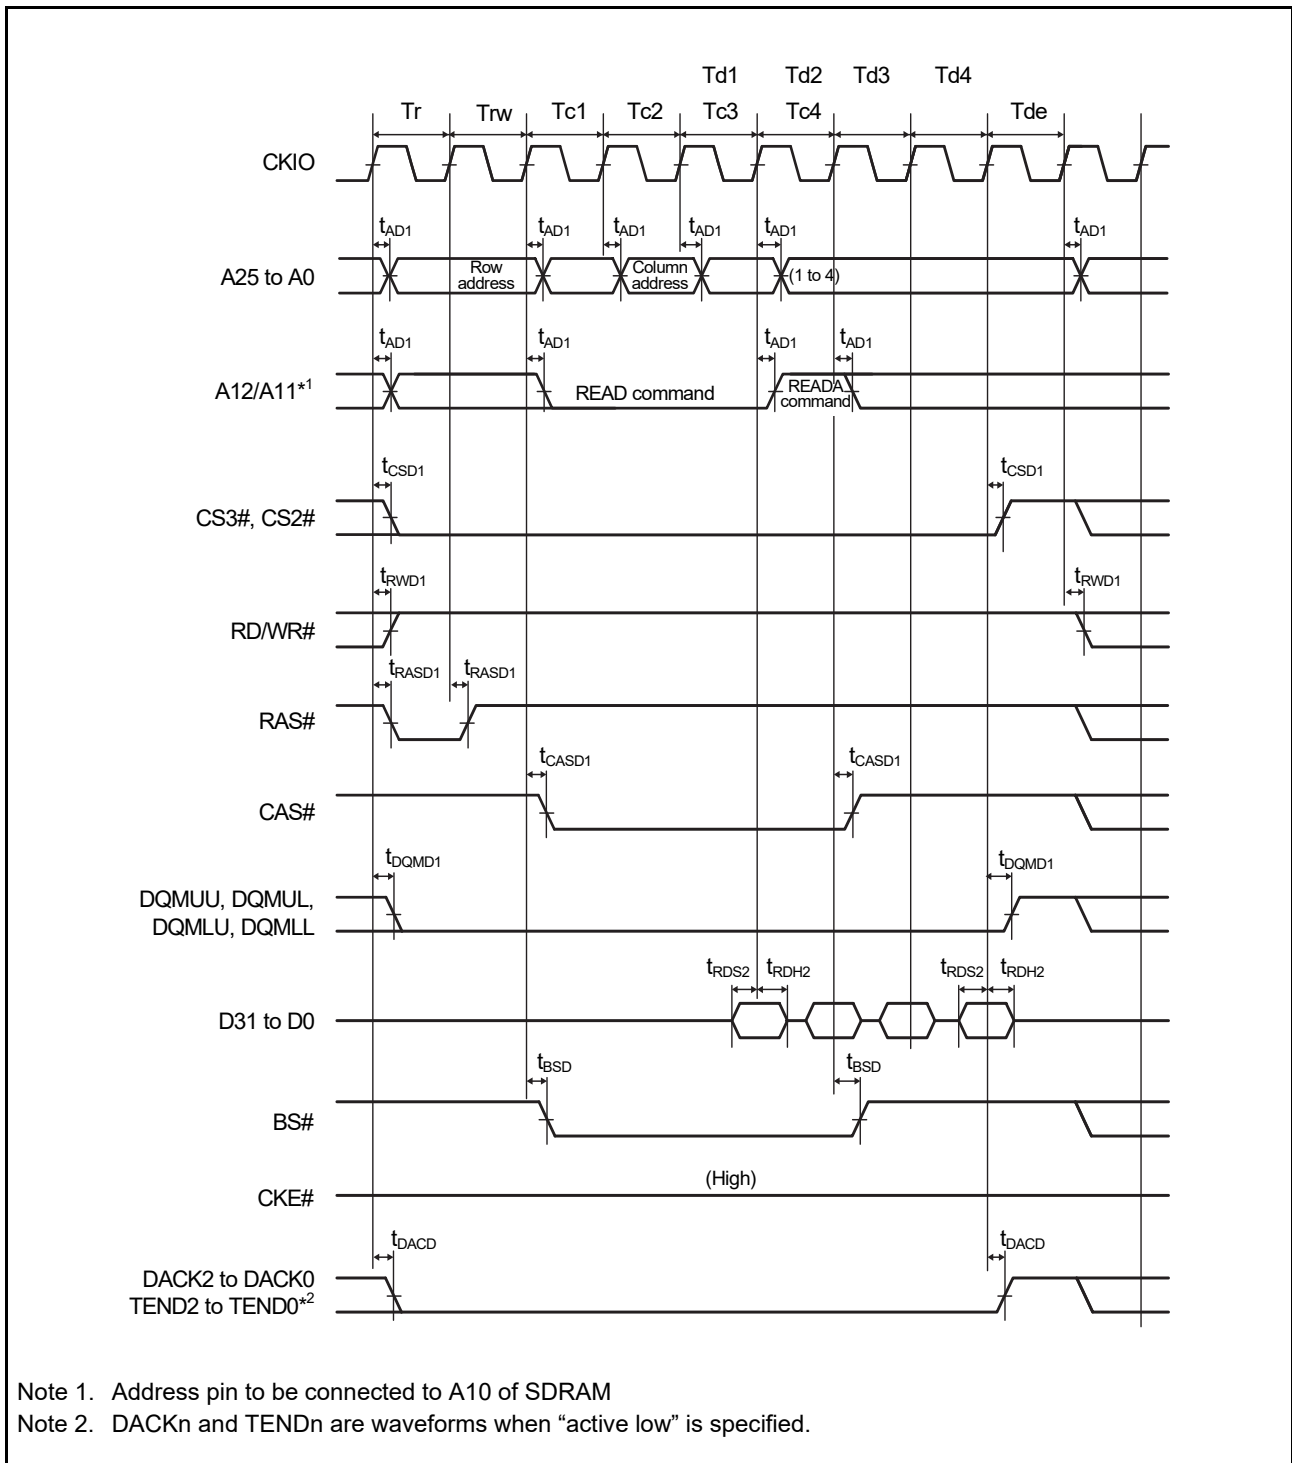 Td1 Td2 Td3 Td4
Tr Trw Tc1 Tc2 Tc3 Tc4 Tde
CKIO
tAD1 tAD1 tAD1 tAD1 tAD1 tAD1
A25 to A0
Row address
Column address
(1 to 4)
tAD1 tAD1 tAD1 tAD1
A12/A11*1
READ command
READA command
tCSD1 tCSD1
CS3#, CS2#
tRWD1 tRWD1
RD/WR#
tRASD1 tRASD1
RAS#
tCASD1 tCASD1
CAS#
tDQMD1 tDQMD1
DQMUU, DQMUL,
DQMLU, DQMLL
tRDS2 tRDH2 tRDS2 tRDH2
D31 to D0
tBSD tBSD
BS#
(High)
CKE#
tDACD tDACD
DACK2 to DACK0
TEND2 to TEND0*2
Note 1. Address pin to be connected to A10 of SDRAM
Note 2. DACKn and TENDn are waveforms when “active low” is specified.